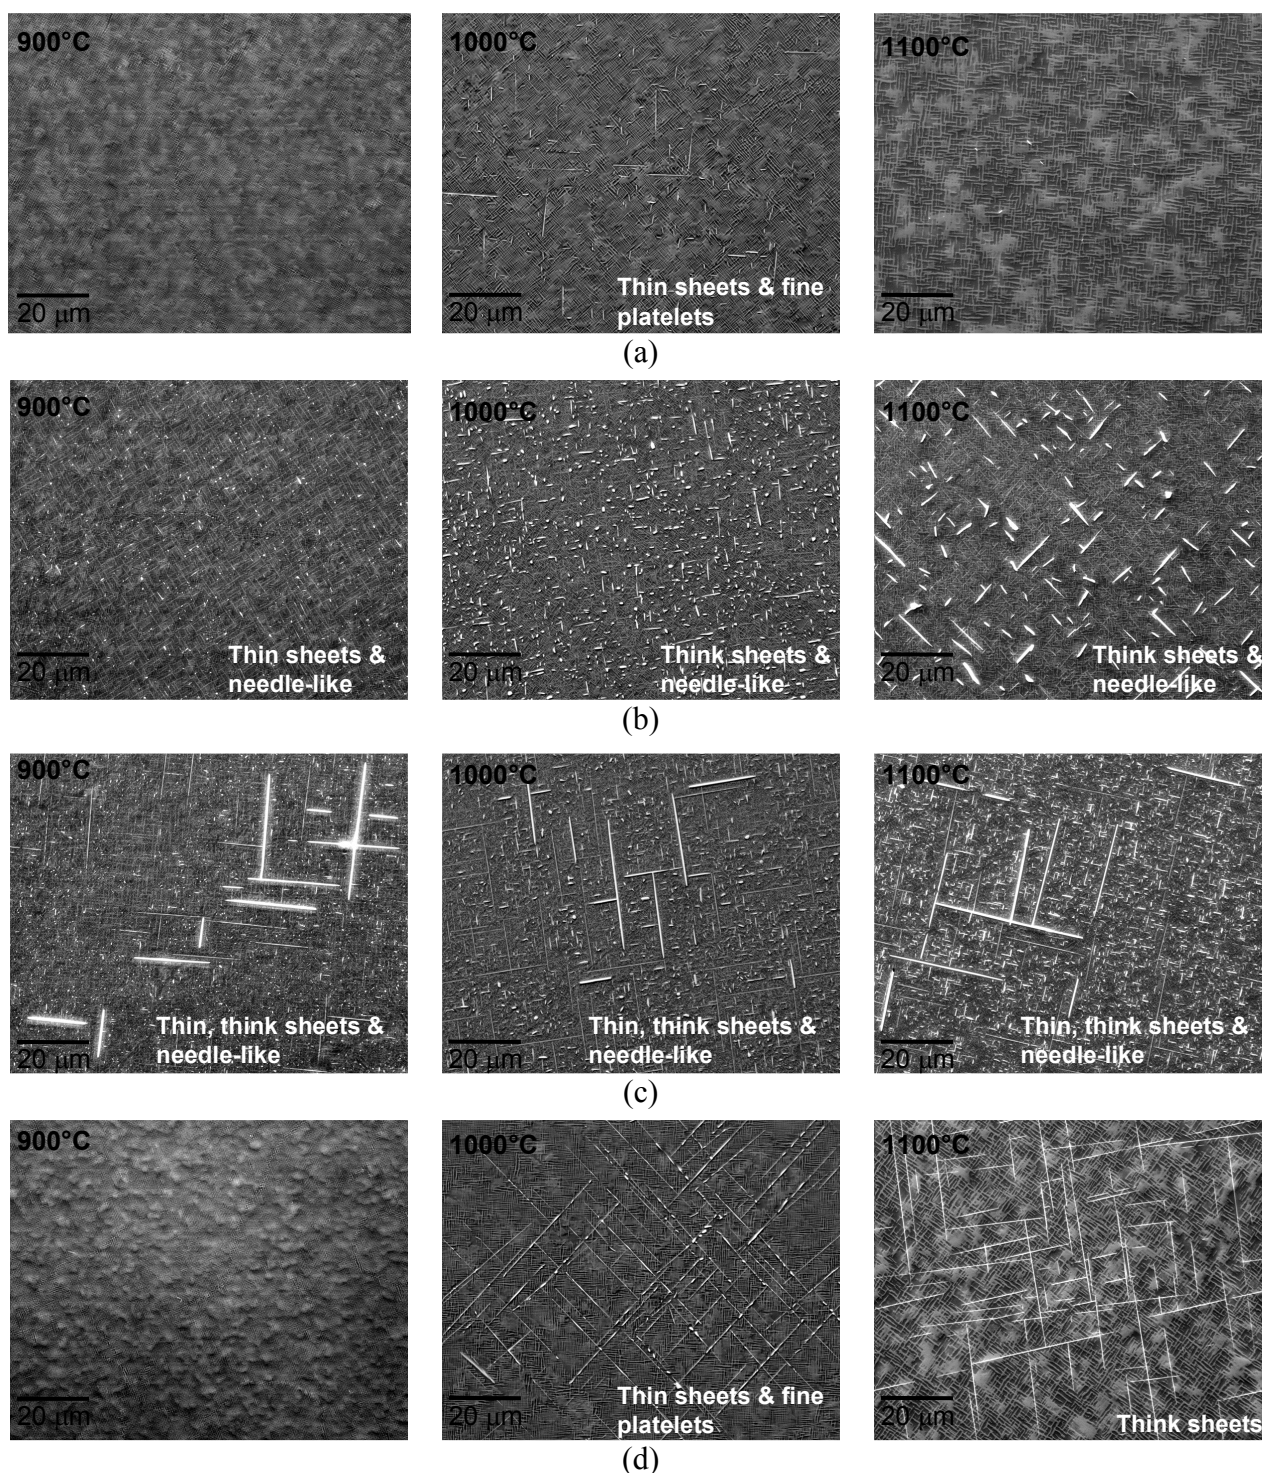 900°C
1000°C
1100°C
Thin sheets & fine
platelets
20 μm
20 μm
20 μm
(a)
900°C
1000°C
1100°C
Thin sheets &
needle-like
Think sheets &
needle-like
Think sheets &
needle-like
20 μm
20 μm
20 μm
(b)
900°C
1000°C
1100°C
Thin, think sheets &
needle-like
Thin, think sheets &
needle-like
Thin, think sheets &
needle-like
20 μm
20 μm
20 μm
(c)
900°C
1000°C
1100°C
Thin sheets & fine
platelets
Think sheets
20 μm
20 μm
20 μm
(d)